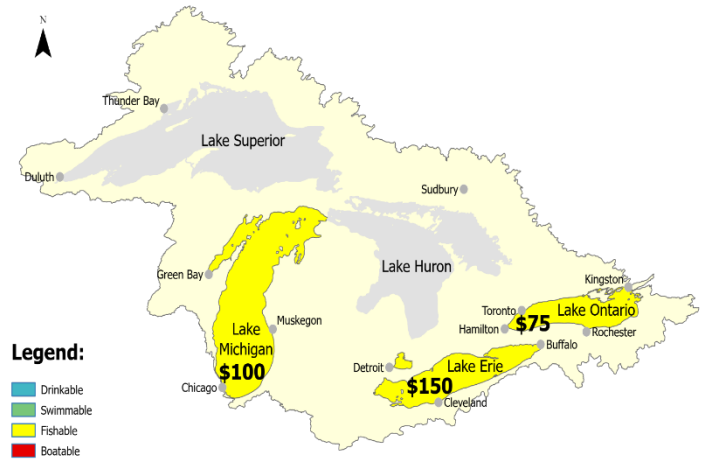 N
Thunder Bay
Lake Superior
Duluth
Sudbury
Green Bay
Lake Huron
Kingston
Toronto
$75
Lake Ontario
Hamilton
Rochester
Muskegon
Lake
Michigan
$100
Buffalo
Detroit
Lake Erie
$150
Chicago
Cleveland
Legend:
Drinkable
Swimmable
Fishable
Boatable